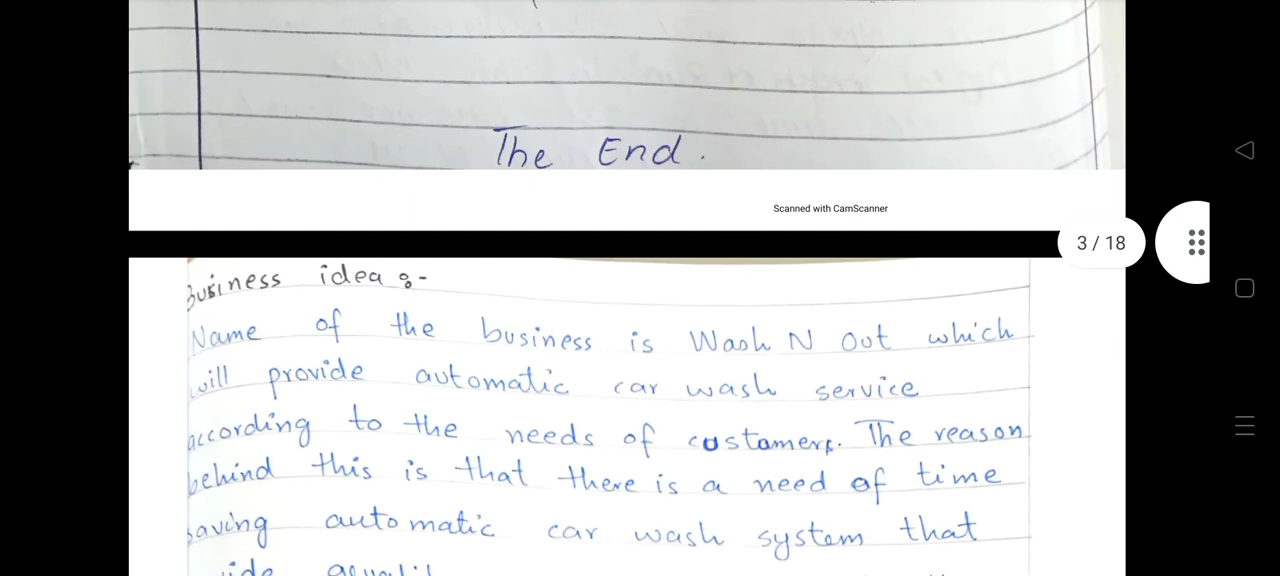 The End.
Scanned with CamScanner
3 / 18
Business idea :-
Name of the business is Wash N Out which
will provide automatic car wash service
according to the needs of costamers. The reason
behind this is that there is a need of time
saving automatic car wash system that